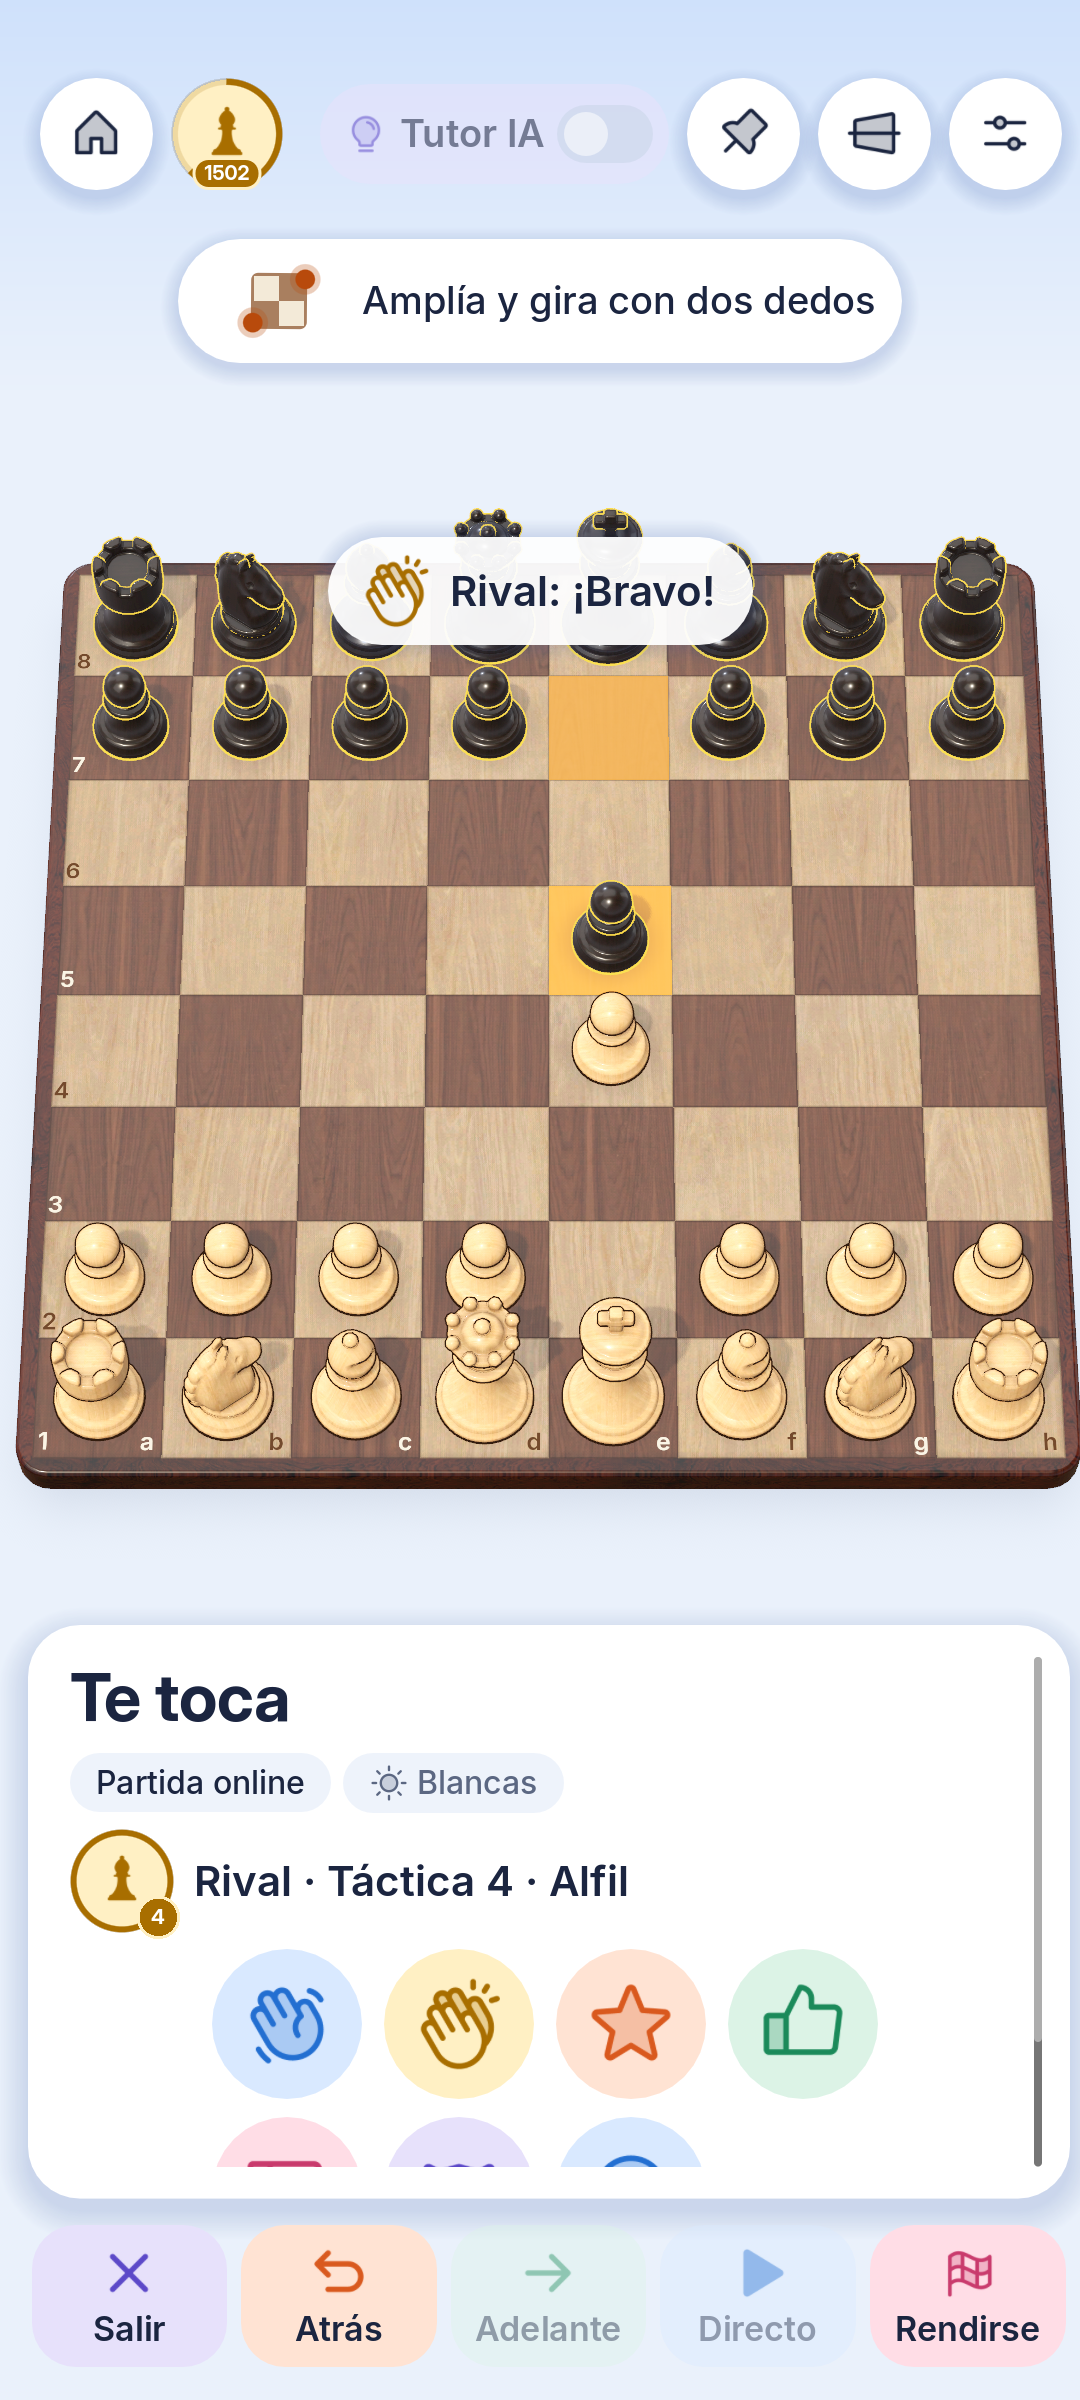 1502
Tutor IA
Amplía y gira con dos dedos
Rival: ¡Bravo!
8
7
6
5
4
3
2
1 a b c d e f g h
Te toca
Partida online
Blancas
4
Rival · Táctica 4 · Alfil
Salir
Atrás
Adelante
Directo
Rendirse